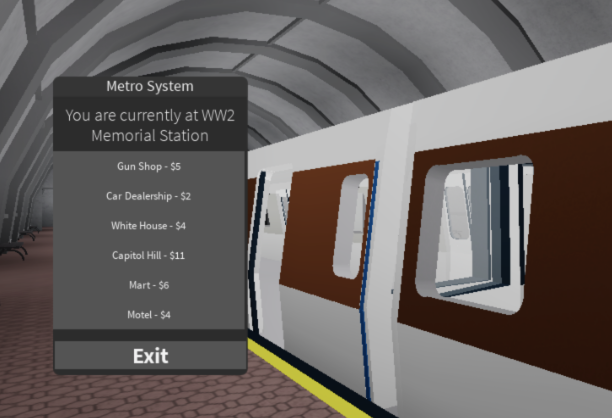 Metro System
You are currently at WW2
Memorial Station
Gun Shop - $5
Car Dealership - $2
White House - $4
Capitol Hill - $11
Mart - $6
Motel - $4
Exit